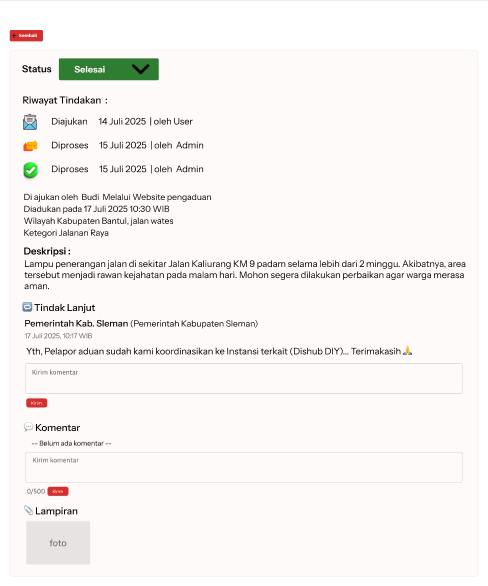 Kembali
Status Selesai
Riwayat Tindakan :
Diajukan 14 Juli 2025 | oleh User
Diproses 15 Juli 2025 | oleh Admin
Diproses 15 Juli 2025 | oleh Admin
Di ajukan oleh Budi Melalui Website pengaduan
Diadukan pada 17 Juli 2025 10:30 WIB
Wilayah Kabupaten Bantul, jalan wates
Ketegori Jalanan Raya
Deskripsi :
Lampu penerangan jalan di sekitar Jalan Kaliurang KM 9 padam selama lebih dari 2 minggu. Akibatnya, area
tersebut menjadi rawan kejahatan pada malam hari. Mohon segera dilakukan perbaikan agar warga merasa
aman.
Tindak Lanjut
Pemerintah Kab. Sleman (Pemerintah Kabupaten Sleman)
17 Juli 2025, 10:17 WIB
Yth, Pelapor aduan sudah kami koordinasikan ke Instansi terkait (Dishub DIY)... Terimakasih 🙏
Kirim komentar
Kirim
Komentar
-- Belum ada komentar --
Kirim komentar
0/500 Kirim
Lampiran
foto